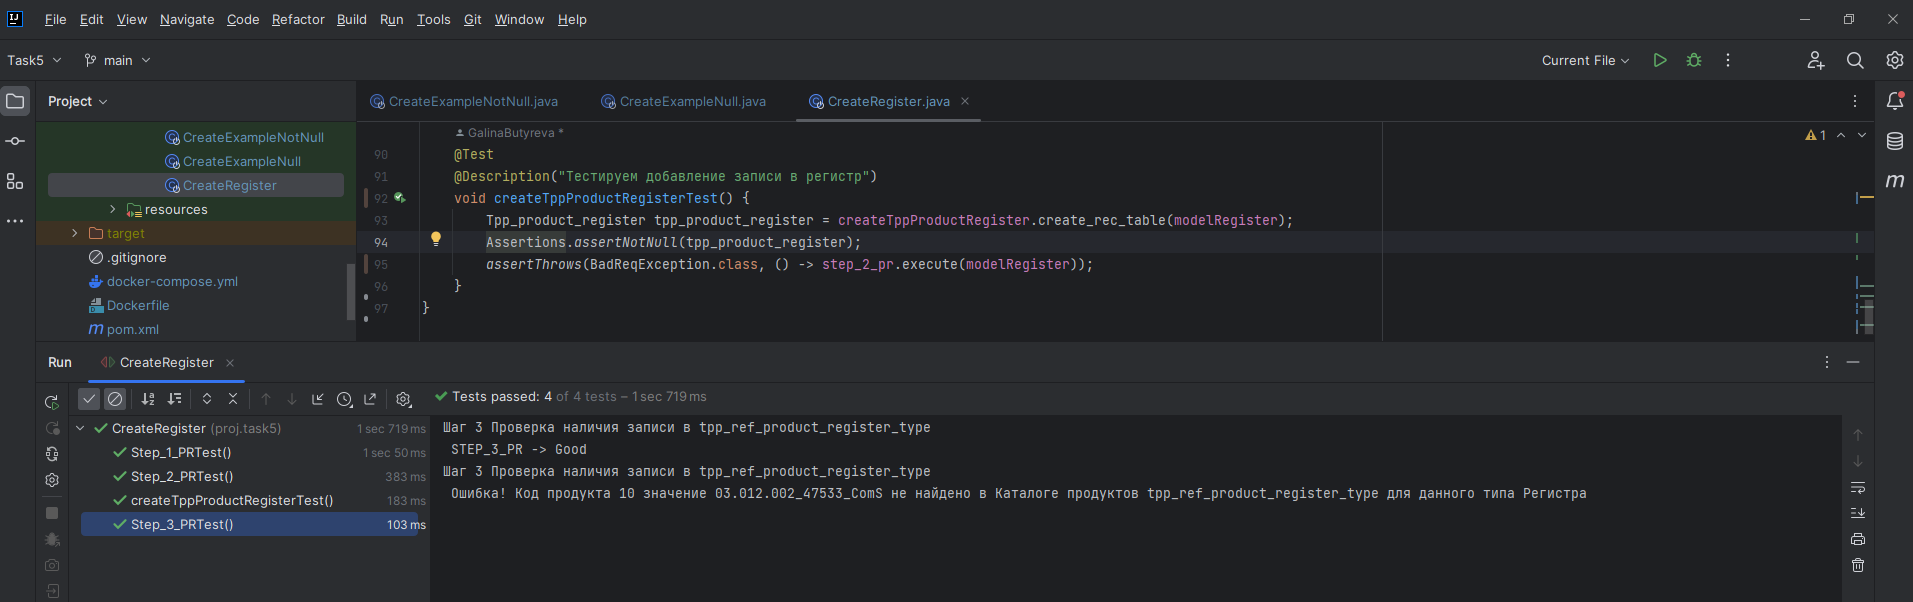 File Edit View Navigate Code Refactor Build Run Tools Git Window Help
Task5 main Current File
Project
CreateExampleNotNull.java CreateExampleNull.java CreateRegister.java
CreateExampleNotNull
CreateExampleNull
CreateRegister
resources
target
.gitignore
docker-compose.yml
Dockerfile
pom.xml
GalinaButyreva *
1
90 @Test
91 @Description("Тестируем добавление записи в регистр")
92 void createTppProductRegisterTest() {
93 Tpp_product_register tpp_product_register = createTppProductRegister.create_rec_table(modelRegister);
94 Assertions.assertNotNull(tpp_product_register);
95 assertThrows(BadReqException.class, () -> step_2_pr.execute(modelRegister));
96 }
97 }
Run CreateRegister
Tests passed: 4 of 4 tests – 1 sec 719 ms
CreateRegister (proj.task5) 1 sec 719 ms
Step_1_PRTest() 1 sec 50 ms
Step_2_PRTest() 383 ms
createTppProductRegisterTest() 183 ms
Step_3_PRTest() 103 ms
Шаг 3 Проверка наличия записи в tpp_ref_product_register_type
STEP_3_PR -> Good
Шаг 3 Проверка наличия записи в tpp_ref_product_register_type
Ошибка! Код продукта 10 значение 03.012.002_47533_ComS не найдено в Каталоге продуктов tpp_ref_product_register_type для данного типа Регистра